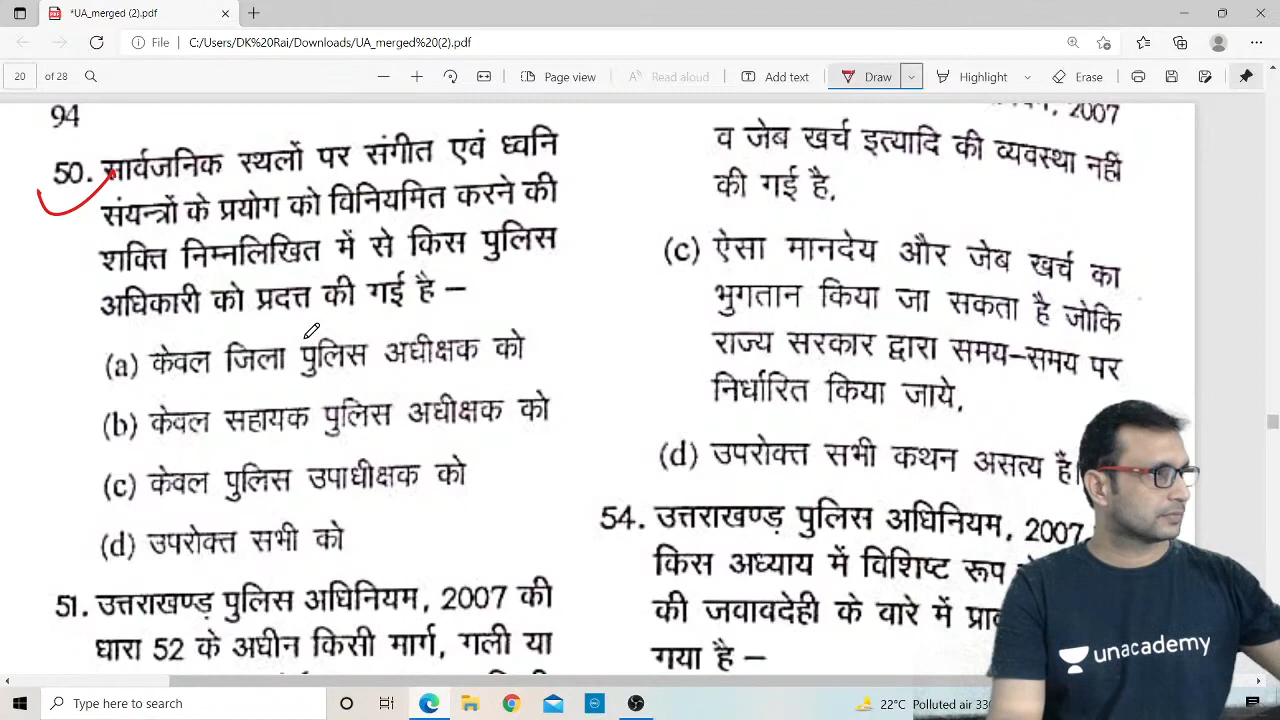 *UA_merged (2).pdf
File
C:/Users/DK%20Rai/Downloads/UA_merged%20(2).pdf
20 of 28
Page view
Read aloud
Add text
Draw
Highlight
Erase
94
50. सार्वजनिक स्थलों पर संगीत एवं ध्वनि
संयन्त्रों के प्रयोग को विनियमित करने की
शक्ति निम्नलिखित में से किस पुलिस
अधिकारी को प्रदत्त की गई है –
(a) केवल जिला पुलिस अधीक्षक को
(b) केवल सहायक पुलिस अधीक्षक को
(c) केवल पुलिस उपाधीक्षक को
(d) उपरोक्त सभी को
51. उत्तराखण्ड़ पुलिस अधिनियम, 2007 की
धारा 52 के अधीन किसी मार्ग, गली या
2007
व जेब खर्च इत्यादि की व्यवस्था नहीं
की गई है.
(c) ऐसा मानदेय और जेब खर्च का
भुगतान किया जा सकता है जोकि
राज्य सरकार द्वारा समय–समय पर
निर्धारित किया जाये.
(d) उपरोक्त सभी कथन असत्य है।
54. उत्तराखण्ड़ पुलिस अधिनियम, 2007
किस अध्याय में विशिष्ट रूप
की जवावदेही के वारे में
गया है –
unacademy
Type here to search
22°C Polluted air